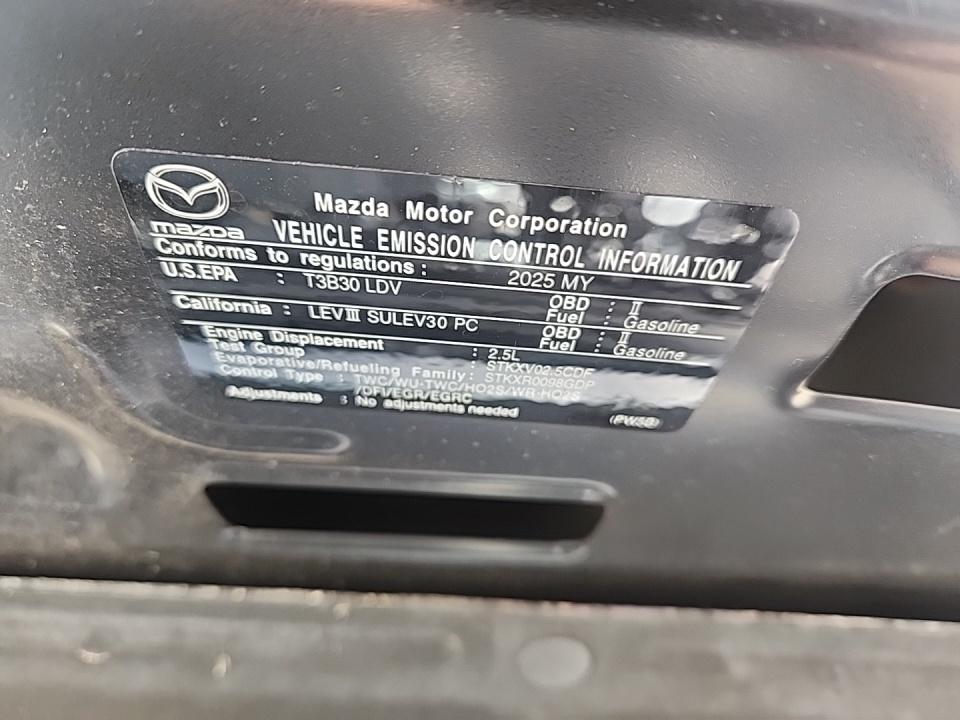 mazda
Mazda Motor Corporation
VEHICLE EMISSION CONTROL INFORMATION
Conforms to regulations : 2025 MY
U.S.EPA : T3B30 LDV OBD : II
Fuel : Gasoline
California : LEV III SULEV30 PC OBD : II
Fuel : Gasoline
Engine Displacement : 2.5L
Test Group : STKXV02.5CDF
Evaporative/Refueling Family: STKXR0098GDP
Control Type : TWC/WU-TWC/HO2S/WR-HO2S
/DFI/EGR/EGRC
Adjustments : No adjustments needed